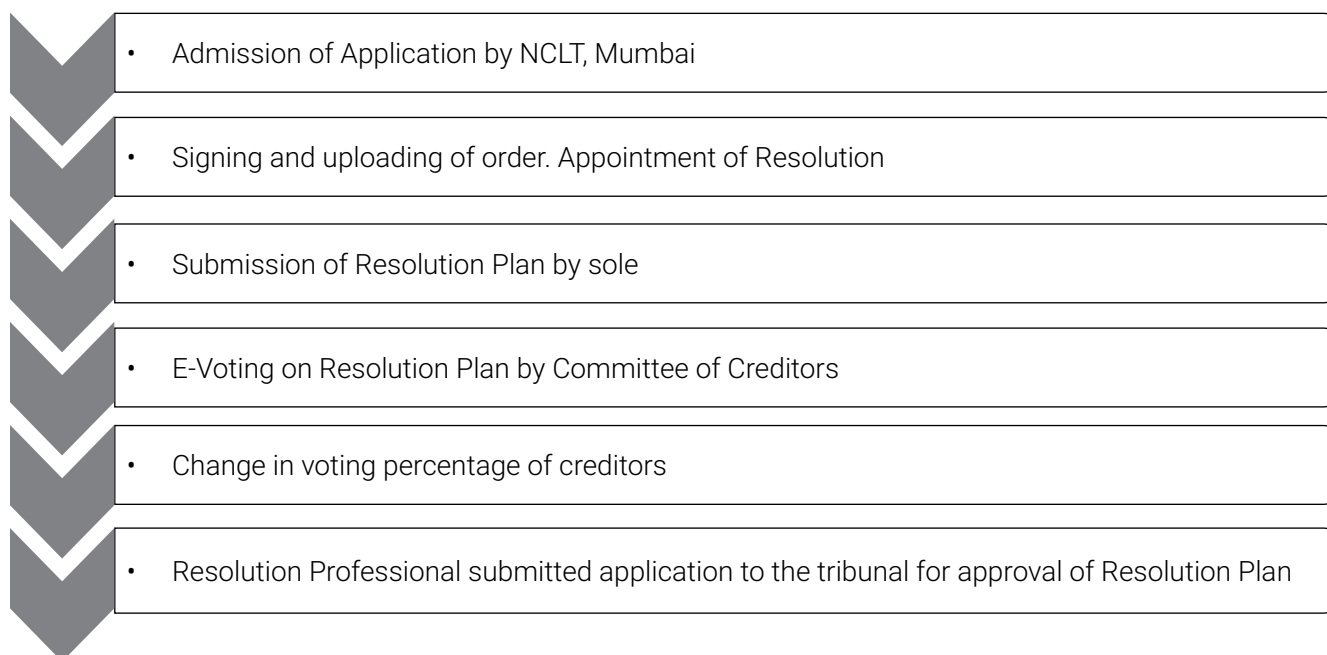 • Admission of Application by NCLT, Mumbai
• Signing and uploading of order. Appointment of Resolution
• Submission of Resolution Plan by sole
• E-Voting on Resolution Plan by Committee of Creditors
• Change in voting percentage of creditors
• Resolution Professional submitted application to the tribunal for approval of Resolution Plan